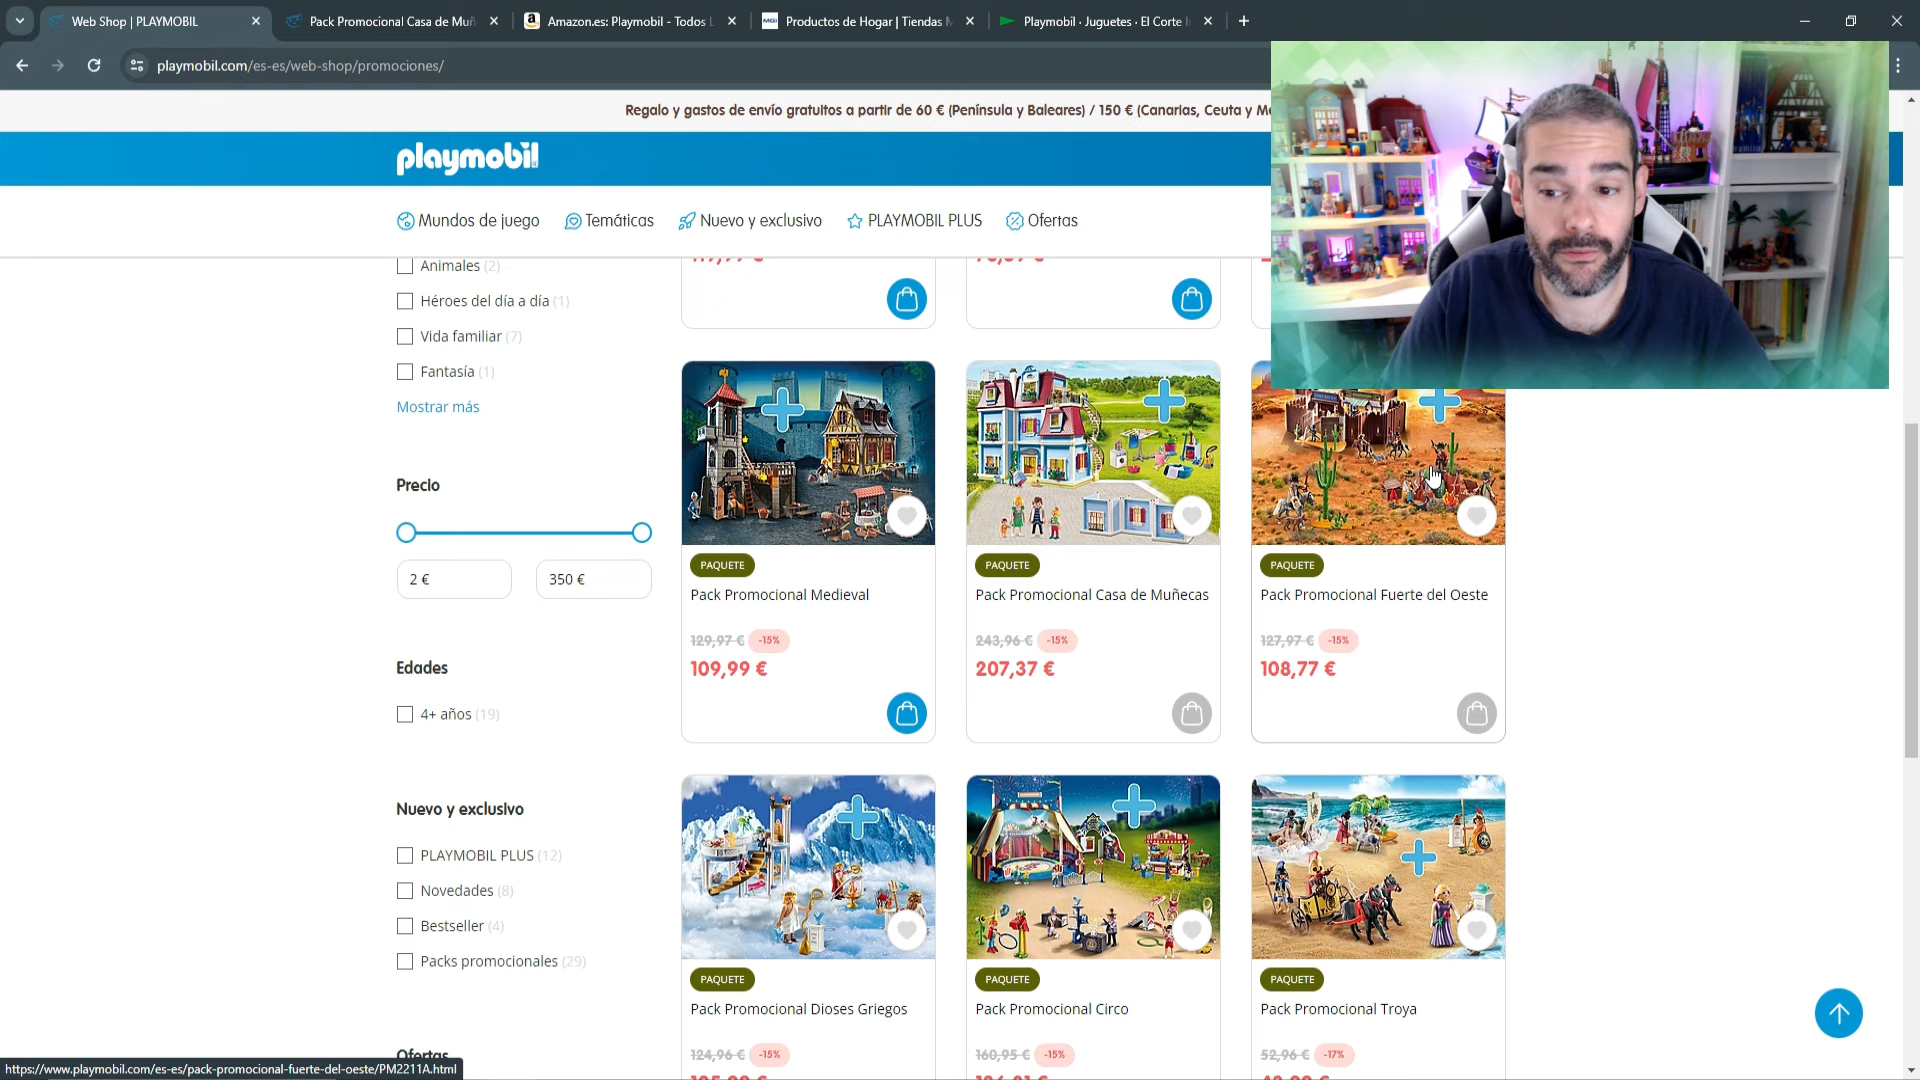 Web Shop | PLAYMOBIL
Pack Promocional Casa de Muñ
Amazon.es: Playmobil - Todos
Productos de Hogar | Tiendas
Playmobil · Juguetes · El Corte
playmobil.com/es-es/web-shop/promociones/
Regalo y gastos de envío gratuitos a partir de 60 € (Península y Baleares) / 150 € (Canarias, Ceuta y
playmobil
Mundos de juego
Temáticas
Nuevo y exclusivo
PLAYMOBIL PLUS
Ofertas
Animales (2)
Héroes del día a día (1)
Vida familiar (7)
Fantasía (1)
Mostrar más
Precio
2 €
350 €
Edades
4+ años (19)
Nuevo y exclusivo
PLAYMOBIL PLUS (12)
Novedades (8)
Bestseller (4)
Packs promocionales (29)
Ofertas
PAQUETE
Pack Promocional Medieval
129,97 € -15%
109,99 €
PAQUETE
Pack Promocional Casa de Muñecas
243,96 € -15%
207,37 €
PAQUETE
Pack Promocional Fuerte del Oeste
127,97 € -15%
108,77 €
PAQUETE
Pack Promocional Dioses Griegos
124,96 € -15%
PAQUETE
Pack Promocional Circo
160,95 € -15%
PAQUETE
Pack Promocional Troya
52,96 € -17%
https://www.playmobil.com/es-es/pack-promocional-fuerte-del-oeste/PM2211A.html